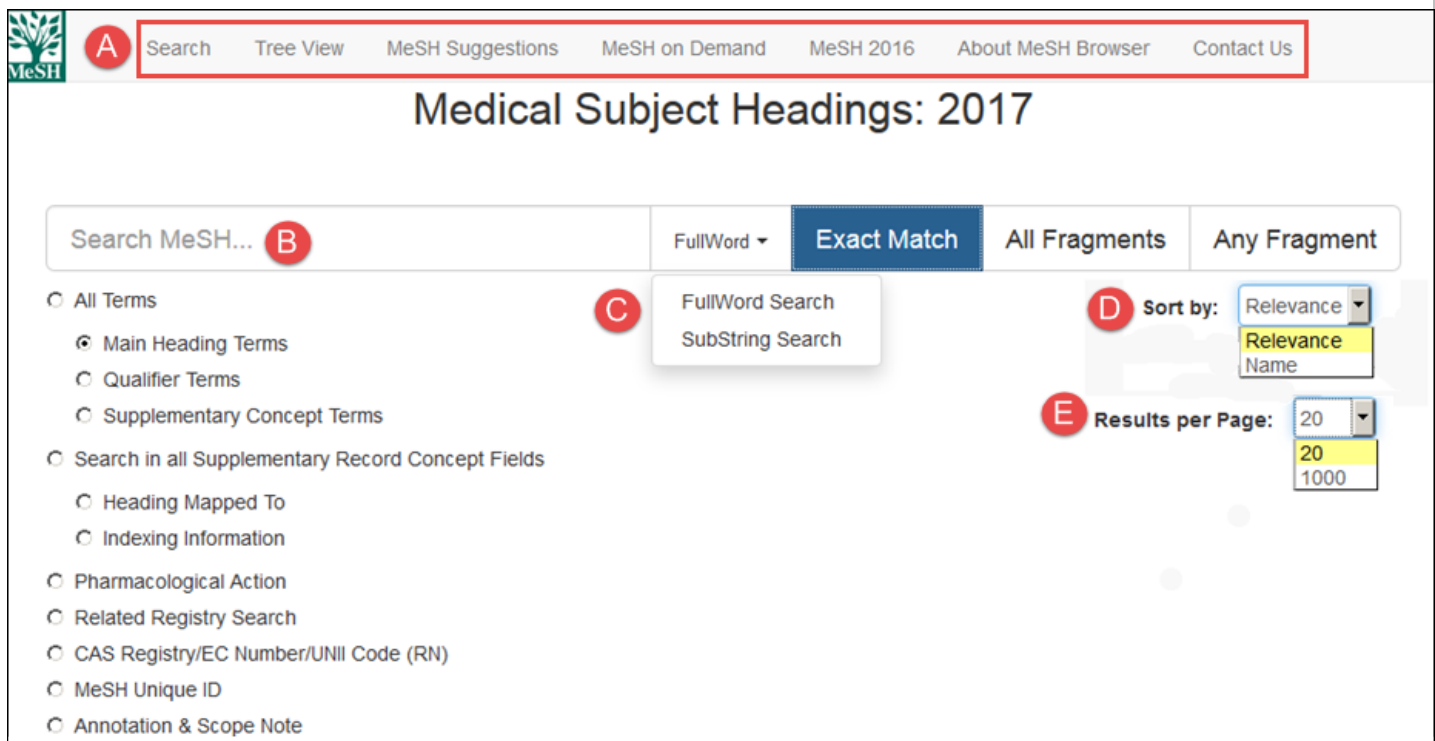 MeSH
A Search Tree View MeSH Suggestions MeSH on Demand MeSH 2016 About MeSH Browser Contact Us
Medical Subject Headings: 2017
Search MeSH... B FullWord Exact Match All Fragments Any Fragment
All Terms
Main Heading Terms
Qualifier Terms
Supplementary Concept Terms
Search in all Supplementary Record Concept Fields
Heading Mapped To
Indexing Information
Pharmacological Action
Related Registry Search
CAS Registry/EC Number/UNII Code (RN)
MeSH Unique ID
Annotation & Scope Note
C FullWord Search
SubString Search
D Sort by: Relevance
Relevance
Name
E Results per Page: 20
20
1000